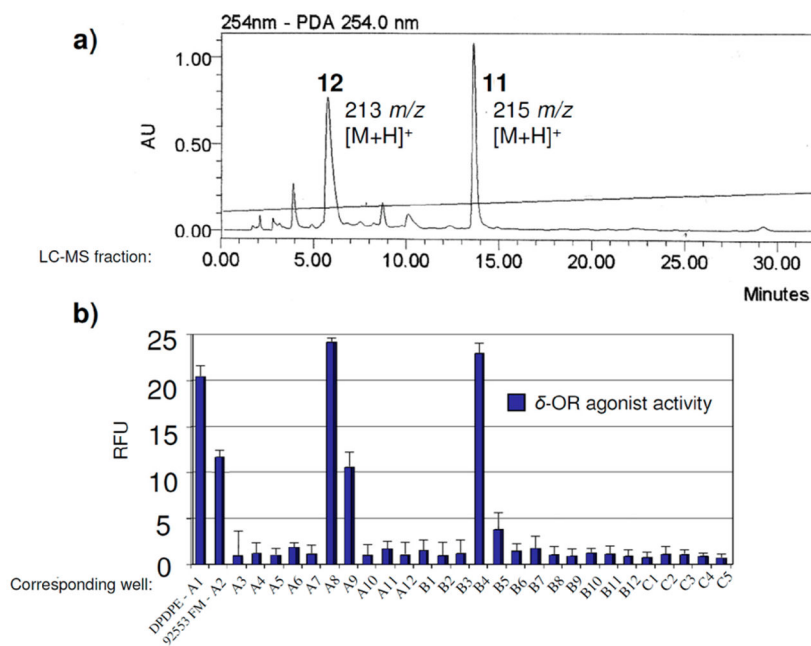 254nm - PDA 254.0 nm
a)
1.00
12
11
213 m/z
215 m/z
[M+H]+
[M+H]+
AU
0.50
0.00
LC-MS fraction:
0.00 5.00 10.00 15.00 20.00 25.00 30.00
Minutes
b)
25
20
δ-OR agonist activity
15
RFU
10
5
0
Corresponding well:
DPDPE - A1 92553 FM - A2 A3 A4 A5 A6 A7 A8 A9 A10 A11 A12 B1 B2 B3 B4 B5 B6 B7 B8 B9 B10 B11 B12 C1 C2 C3 C4 C5